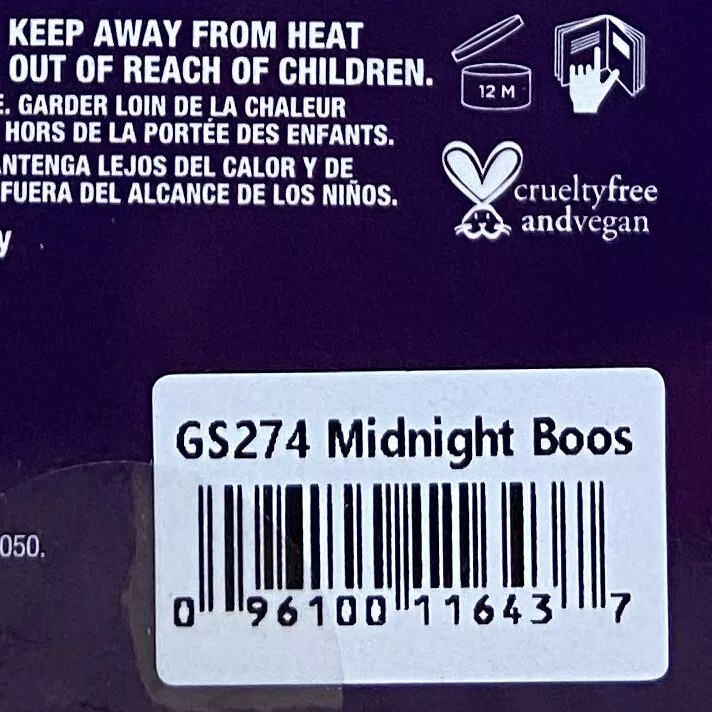 KEEP AWAY FROM HEAT
OUT OF REACH OF CHILDREN.
E. GARDER LOIN DE LA CHALEUR
HORS DE LA PORTÉE DES ENFANTS.
ANTENGA LEJOS DEL CALOR Y DE
FUERA DEL ALCANCE DE LOS NIÑOS.
y
12 M
crueltyfree
andvegan
GS274 Midnight Boos
050.
0 96100 11643 7